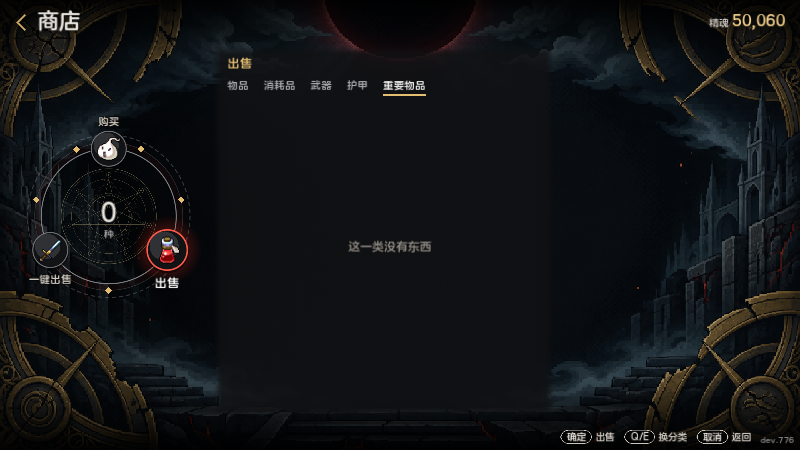 商店
精魂 50,060
出售
物品 消耗品 武器 护甲 重要物品
购买
0
种
一键出售
出售
这一类没有东西
确定 出售 Q/E 换分类 取消 返回
dev.776